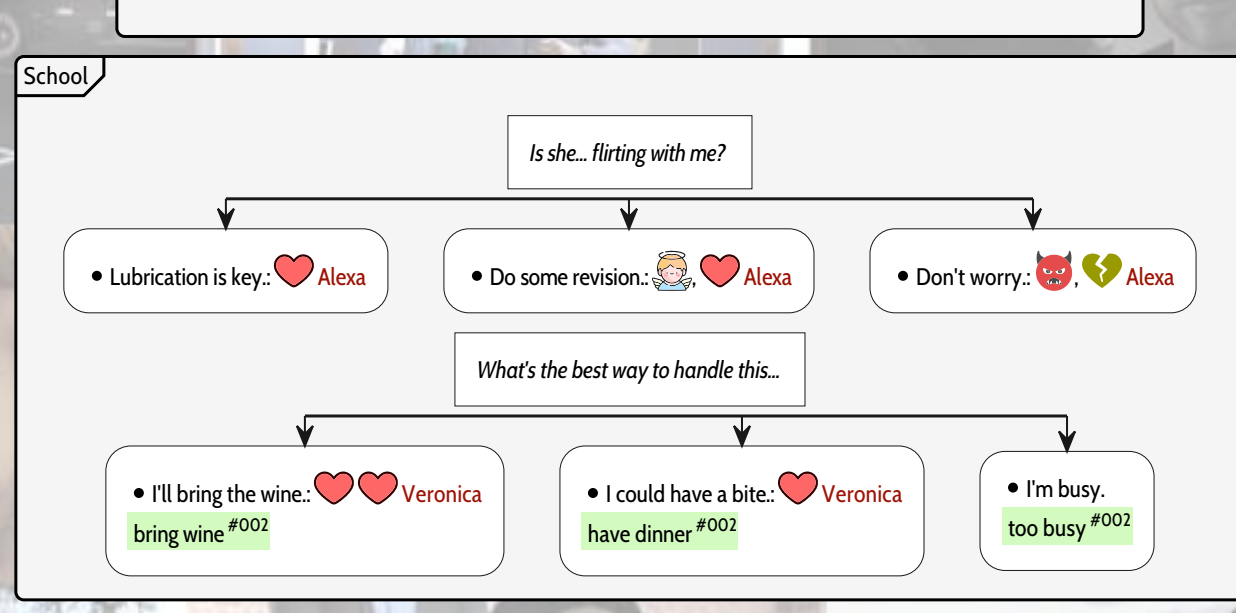 School
Is she... flirting with me?
• Lubrication is key.: Alexa
• Do some revision.: , Alexa
• Don't worry.: , Alexa
What's the best way to handle this...
• I'll bring the wine.: Veronica
bring wine #002
• I could have a bite.: Veronica
have dinner #002
• I'm busy.
too busy #002